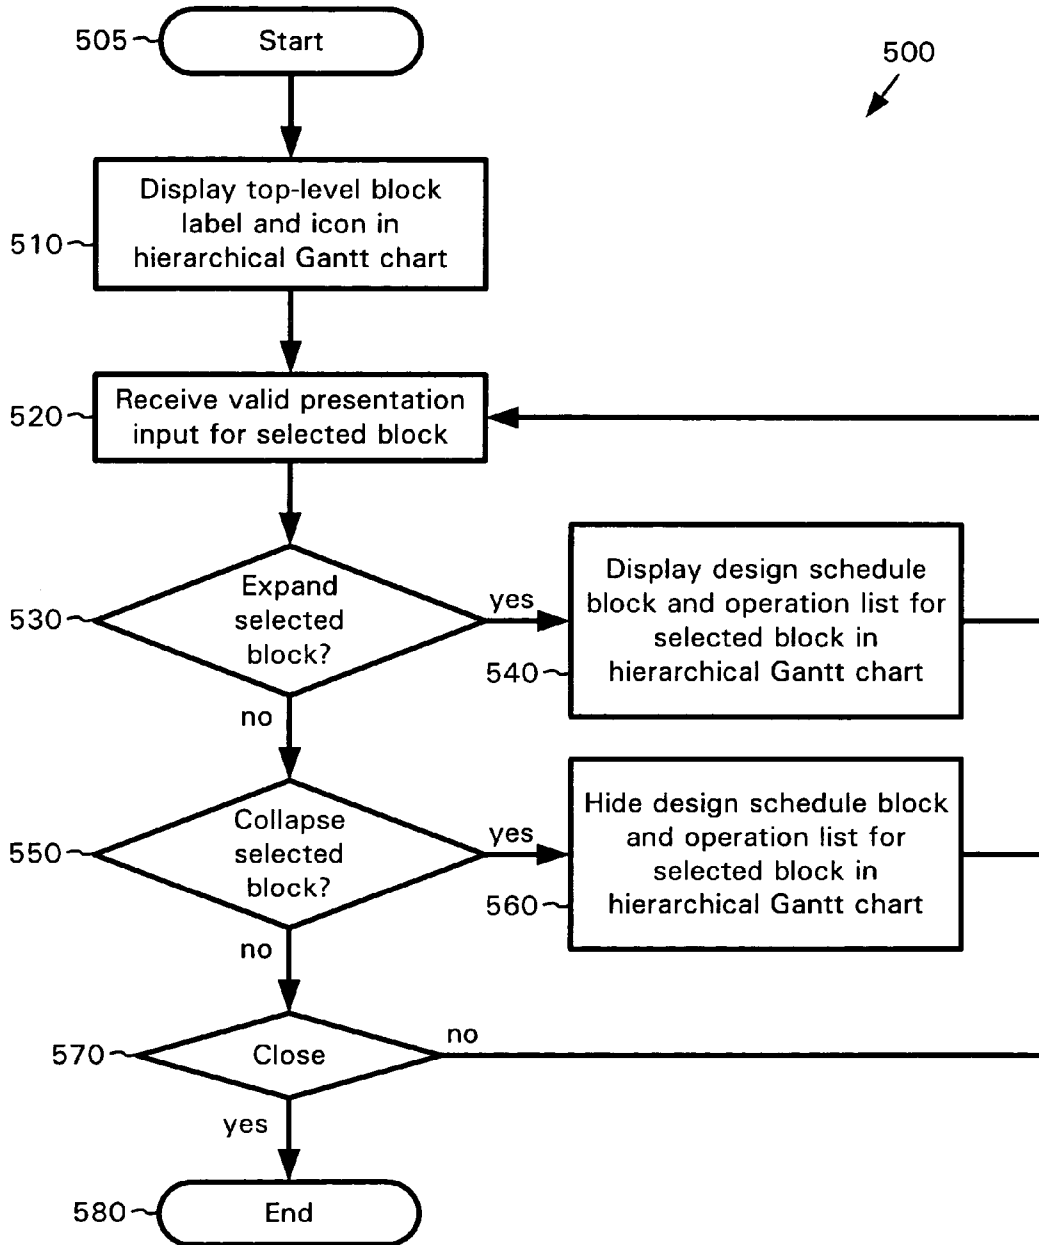 505
Start
500
Display top-level block
label and icon in
hierarchical Gantt chart
510
Receive valid presentation
input for selected block
520
Expand
selected
block?
530
yes
Display design schedule
block and operation list for
selected block in
hierarchical Gantt chart
540
no
Collapse
selected
block?
550
yes
Hide design schedule block
and operation list for
selected block in
hierarchical Gantt chart
560
no
570
Close
no
yes
580
End